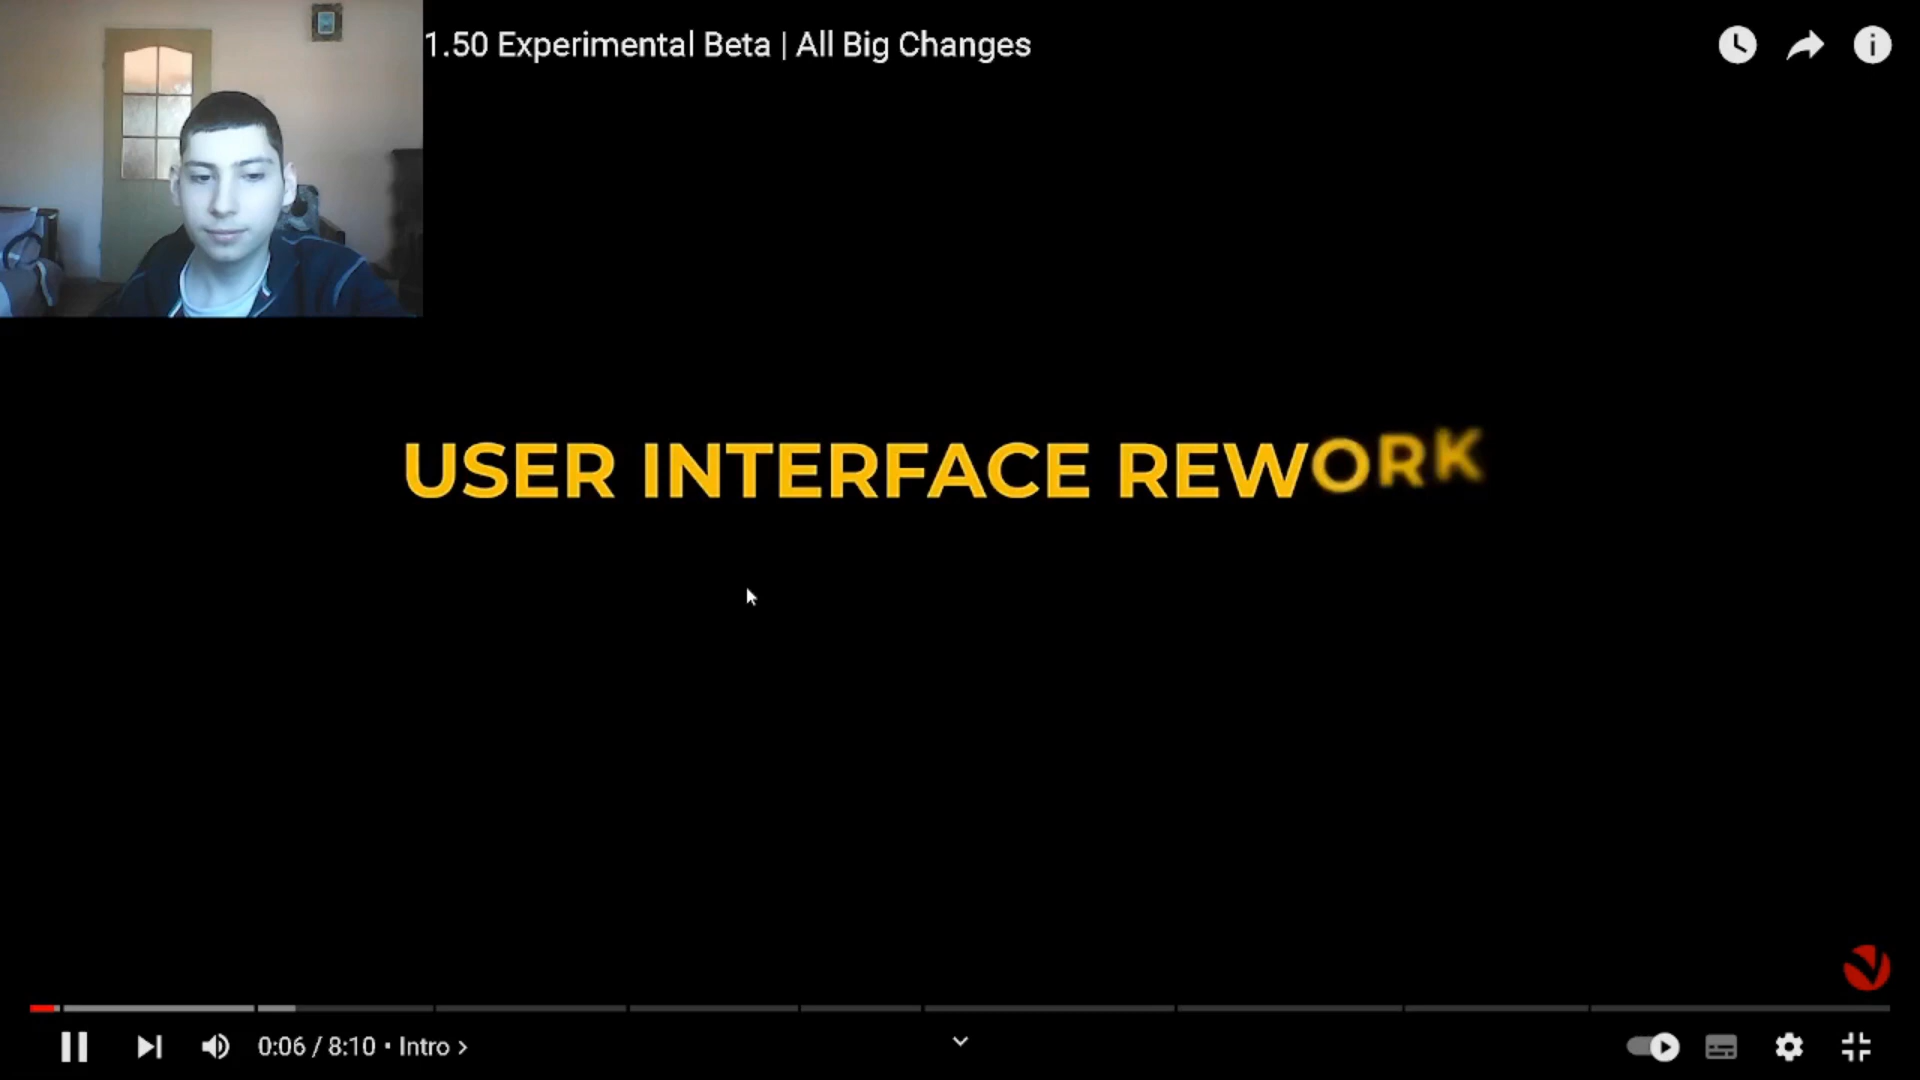 1.50 Experimental Beta | All Big Changes
USER INTERFACE REWORK
0:06 / 8:10 • Intro >